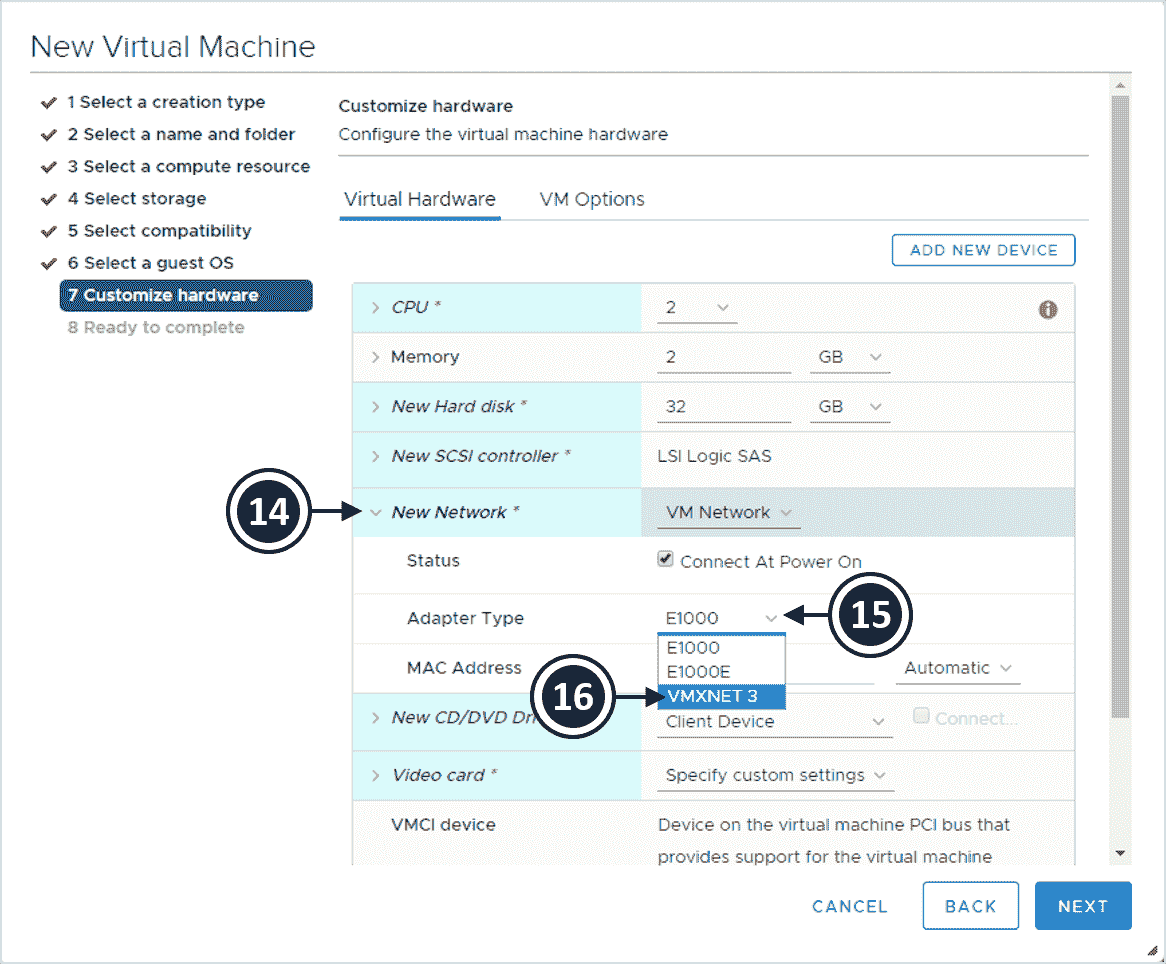 New Virtual Machine
1 Select a creation type
2 Select a name and folder
3 Select a compute resource
4 Select storage
5 Select compatibility
6 Select a guest OS
7 Customize hardware
8 Ready to complete
Customize hardware
Configure the virtual machine hardware
Virtual Hardware VM Options
ADD NEW DEVICE
CPU * 2
Memory 2 GB
New Hard disk * 32 GB
New SCSI controller * LSI Logic SAS
14 New Network * VM Network
Status Connect At Power On
Adapter Type E1000 15
E1000
E1000E
MAC Address Automatic
16 VMXNET 3
New CD/DVD Dri Client Device Connect...
Video card * Specify custom settings
VMCI device Device on the virtual machine PCI bus that
provides support for the virtual machine
CANCEL BACK NEXT